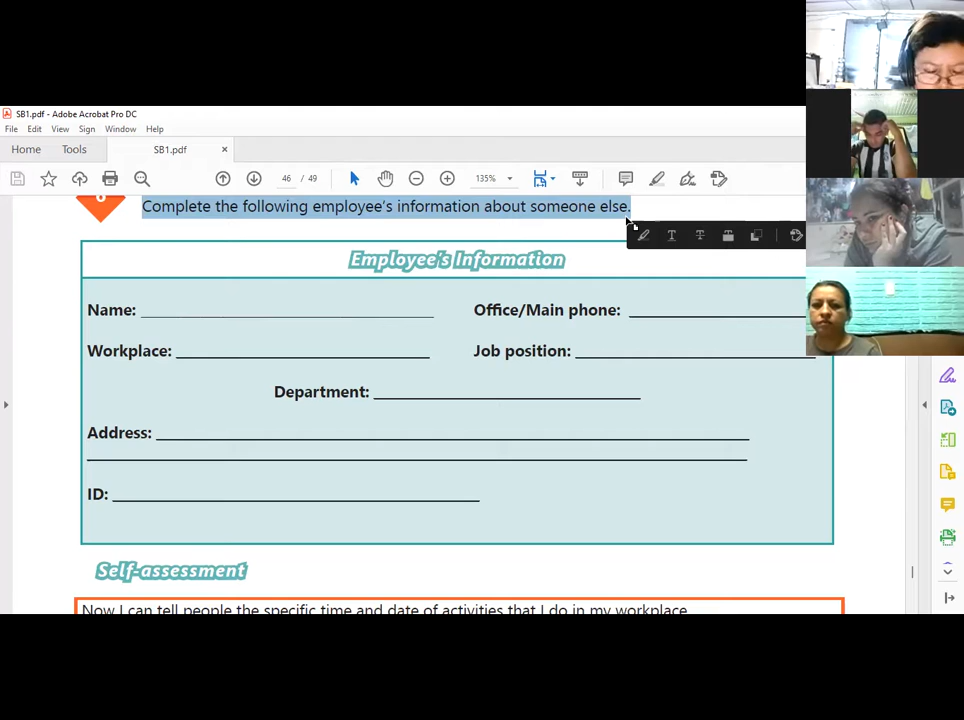 SB1.pdf - Adobe Acrobat Pro DC
File Edit View Sign Window Help
Home Tools SB1.pdf ×
46 / 49 135%
Complete the following employee's information about someone else.
Employee's Information
Name: Office/Main phone:
Workplace: Job position:
Department:
Address:
ID:
Self-assessment
Now I can tell people the specific time and date of activities that I do in my workplace